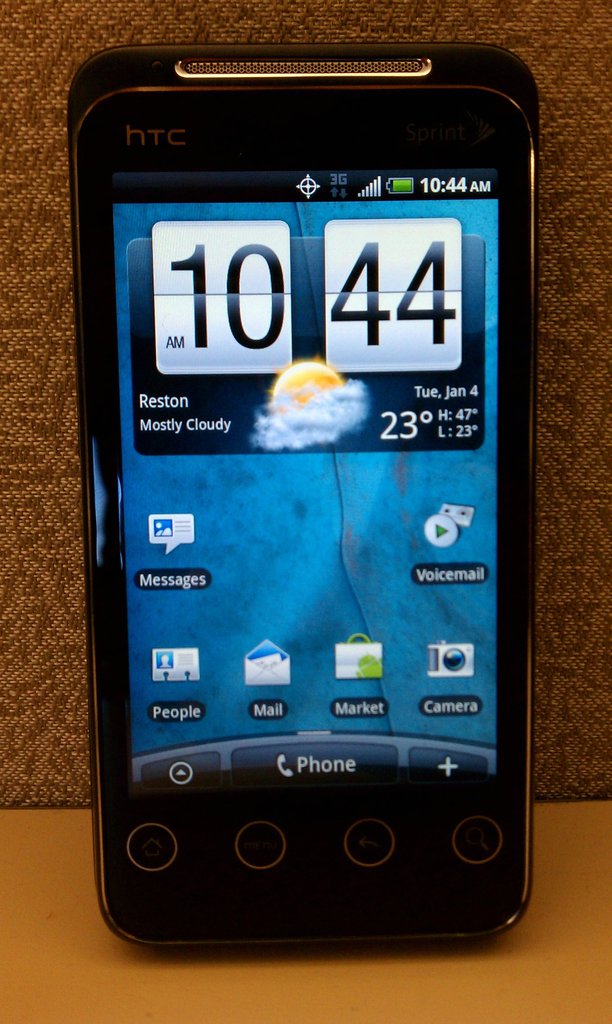 hTC Sprint
3G 10:44 AM
AM 10 44
Reston Tue, Jan 4
Mostly Cloudy 23° H: 47°
L: 23°
Messages Voicemail
People Mail Market Camera
Phone
MENU